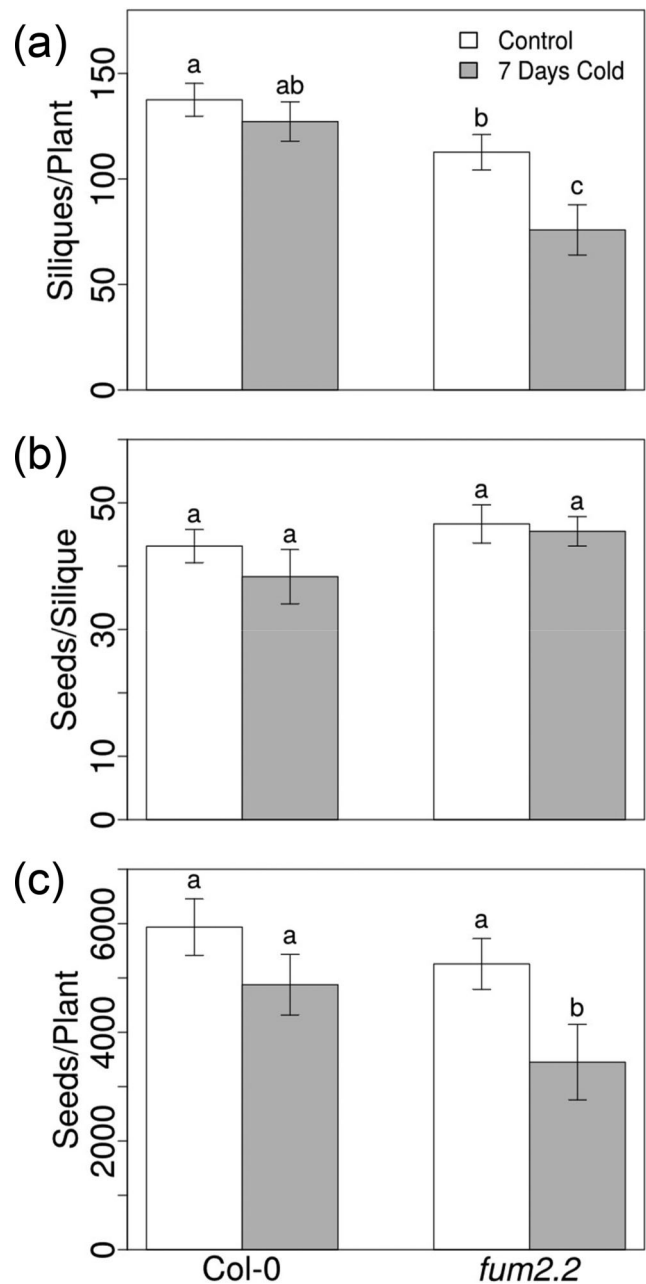 (a)
Siliques/Plant
0 50 100 150
Control
7 Days Cold
a ab b c
(b)
Seeds/Silique
0 10 30 50
a a a a
(c)
Seeds/Plant
0 2000 4000 6000
a a a b
Col-0 fum2.2